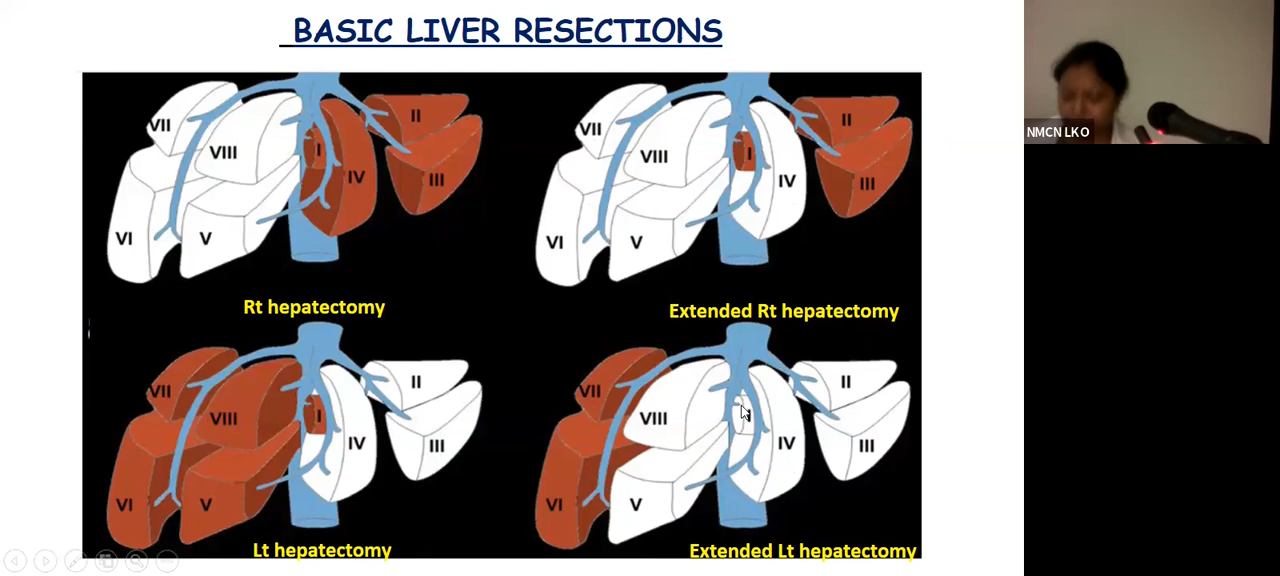 BASIC LIVER RESECTIONS
NMCN LKO
VII
VIII
I
II
IV
III
VI
V
Rt hepatectomy
VII
VIII
I
II
IV
III
VI
V
Extended Rt hepatectomy
VII
VIII
I
II
IV
III
VI
V
Lt hepatectomy
VII
VIII
II
IV
III
VI
V
Extended Lt hepatectomy